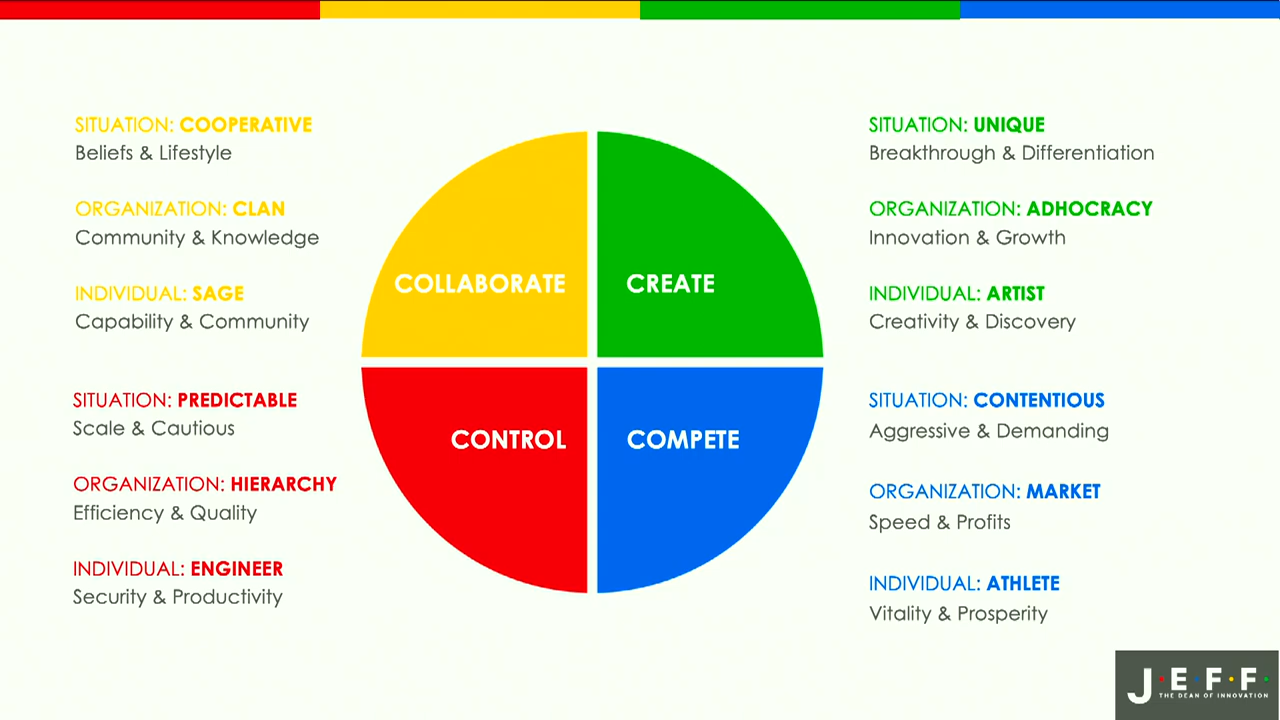 SITUATION: COOPERATIVE
Beliefs & Lifestyle
ORGANIZATION: CLAN
Community & Knowledge
INDIVIDUAL: SAGE
Capability & Community
SITUATION: PREDICTABLE
Scale & Cautious
ORGANIZATION: HIERARCHY
Efficiency & Quality
INDIVIDUAL: ENGINEER
Security & Productivity
COLLABORATE
CREATE
CONTROL
COMPETE
SITUATION: UNIQUE
Breakthrough & Differentiation
ORGANIZATION: ADHOCRACY
Innovation & Growth
INDIVIDUAL: ARTIST
Creativity & Discovery
SITUATION: CONTENTIOUS
Aggressive & Demanding
ORGANIZATION: MARKET
Speed & Profits
INDIVIDUAL: ATHLETE
Vitality & Prosperity
J·E·F·F·
THE DEAN OF INNOVATION